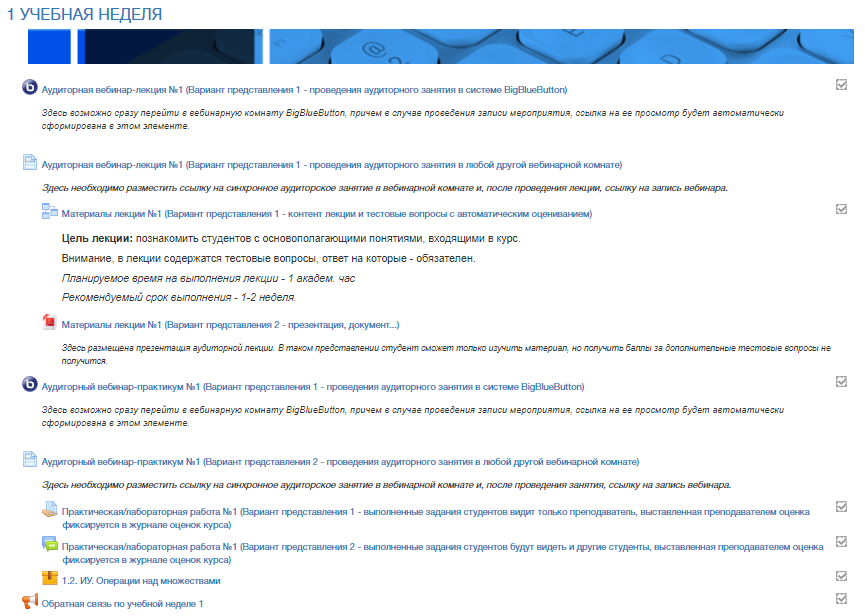 1 УЧЕБНАЯ НЕДЕЛЯ
Аудиторная вебинар-лекция №1 (Вариант представления 1 - проведения аудиторного занятия в системе BigBlueButton)
Здесь возможно сразу перейти в вебинарную комнату BigBlueButton, причем в случае проведения записи мероприятия, ссылка на ее просмотр будет автоматически
сформирована в этом элементе.
Аудиторная вебинар-лекция №1 (Вариант представления 1 - проведения аудиторного занятия в любой другой вебинарной комнате)
Здесь необходимо разместить ссылку на синхронное аудиторское занятие в вебинарной комнате и, после проведения лекции, ссылку на запись вебинара.
Материалы лекции №1 (Вариант представления 1 - контент лекции и тестовые вопросы с автоматическим оцениванием)
Цель лекции: познакомить студентов с основополагающими понятиями, входящими в курс.
Внимание, в лекции содержатся тестовые вопросы, ответ на которые - обязателен.
Планируемое время на выполнения лекции - 1 академ. час
Рекомендуемый срок выполнения - 1-2 неделя.
Материалы лекции №1 (Вариант представления 2 - презентация, документ...)
Здесь размещена презентация аудиторной лекции. В таком представлении студент сможет только изучить материал, но получить баллы за дополнительные тестовые вопросы не
получится.
Аудиторный вебинар-практикум №1 (Вариант представления 1 - проведения аудиторного занятия в системе BigBlueButton)
Здесь возможно сразу перейти в вебинарную комнату BigBlueButton, причем в случае проведения записи мероприятия, ссылка на ее просмотр будет автоматически
сформирована в этом элементе.
Аудиторный вебинар-практикум №1 (Вариант представления 2 - проведения аудиторного занятия в любой другой вебинарной комнате)
Здесь необходимо разместить ссылку на синхронное аудиторское занятие в вебинарной комнате и, после проведения занятия, ссылку на запись вебинара.
Практическая/лабораторная работа №1 (Вариант представления 1 - выполненные задания студентов видит только преподаватель, выставленная преподавателем оценка
фиксируется в журнале оценок курса)
Практическая/лабораторная работа №1 (Вариант представления 2 - выполненные задания студентов будут видеть и другие студенты, выставленная преподавателем оценка
фиксируется в журнале оценок курса)
1.2. ИУ. Операции над множествами
Обратная связь по учебной неделе 1